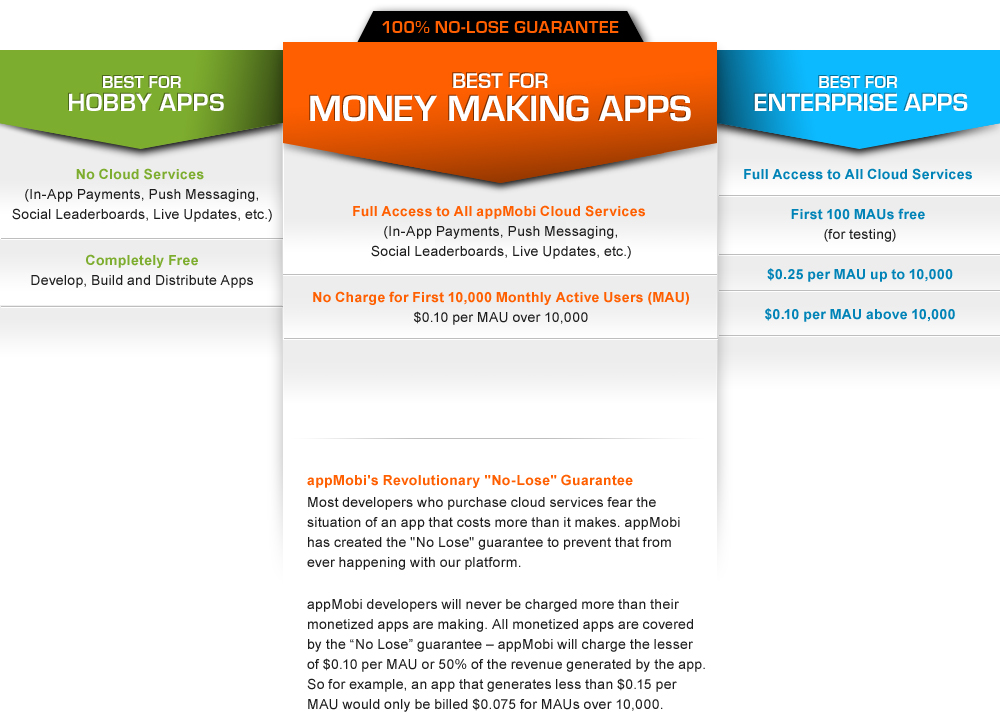 100% NO-LOSE GUARANTEE
BEST FOR
HOBBY APPS
No Cloud Services
(In-App Payments, Push Messaging,
Social Leaderboards, Live Updates, etc.)
Completely Free
Develop, Build and Distribute Apps
BEST FOR
MONEY MAKING APPS
Full Access to All appMobi Cloud Services
(In-App Payments, Push Messaging,
Social Leaderboards, Live Updates, etc.)
No Charge for First 10,000 Monthly Active Users (MAU)
$0.10 per MAU over 10,000
appMobi's Revolutionary "No-Lose" Guarantee
Most developers who purchase cloud services fear the
situation of an app that costs more than it makes. appMobi
has created the "No Lose" guarantee to prevent that from
ever happening with our platform.
appMobi developers will never be charged more than their
monetized apps are making. All monetized apps are covered
by the “No Lose” guarantee – appMobi will charge the lesser
of $0.10 per MAU or 50% of the revenue generated by the app.
So for example, an app that generates less than $0.15 per
MAU would only be billed $0.075 for MAUs over 10,000.
BEST FOR
ENTERPRISE APPS
Full Access to All Cloud Services
First 100 MAUs free
(for testing)
$0.25 per MAU up to 10,000
$0.10 per MAU above 10,000